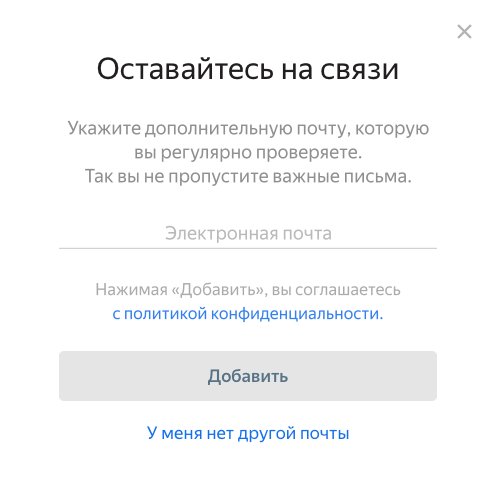 Оставайтесь на связи
Укажите дополнительную почту, которую
вы регулярно проверяете.
Так вы не пропустите важные письма.
Электронная почта
Нажимая «Добавить», вы соглашаетесь
с политикой конфиденциальности.
Добавить
У меня нет другой почты